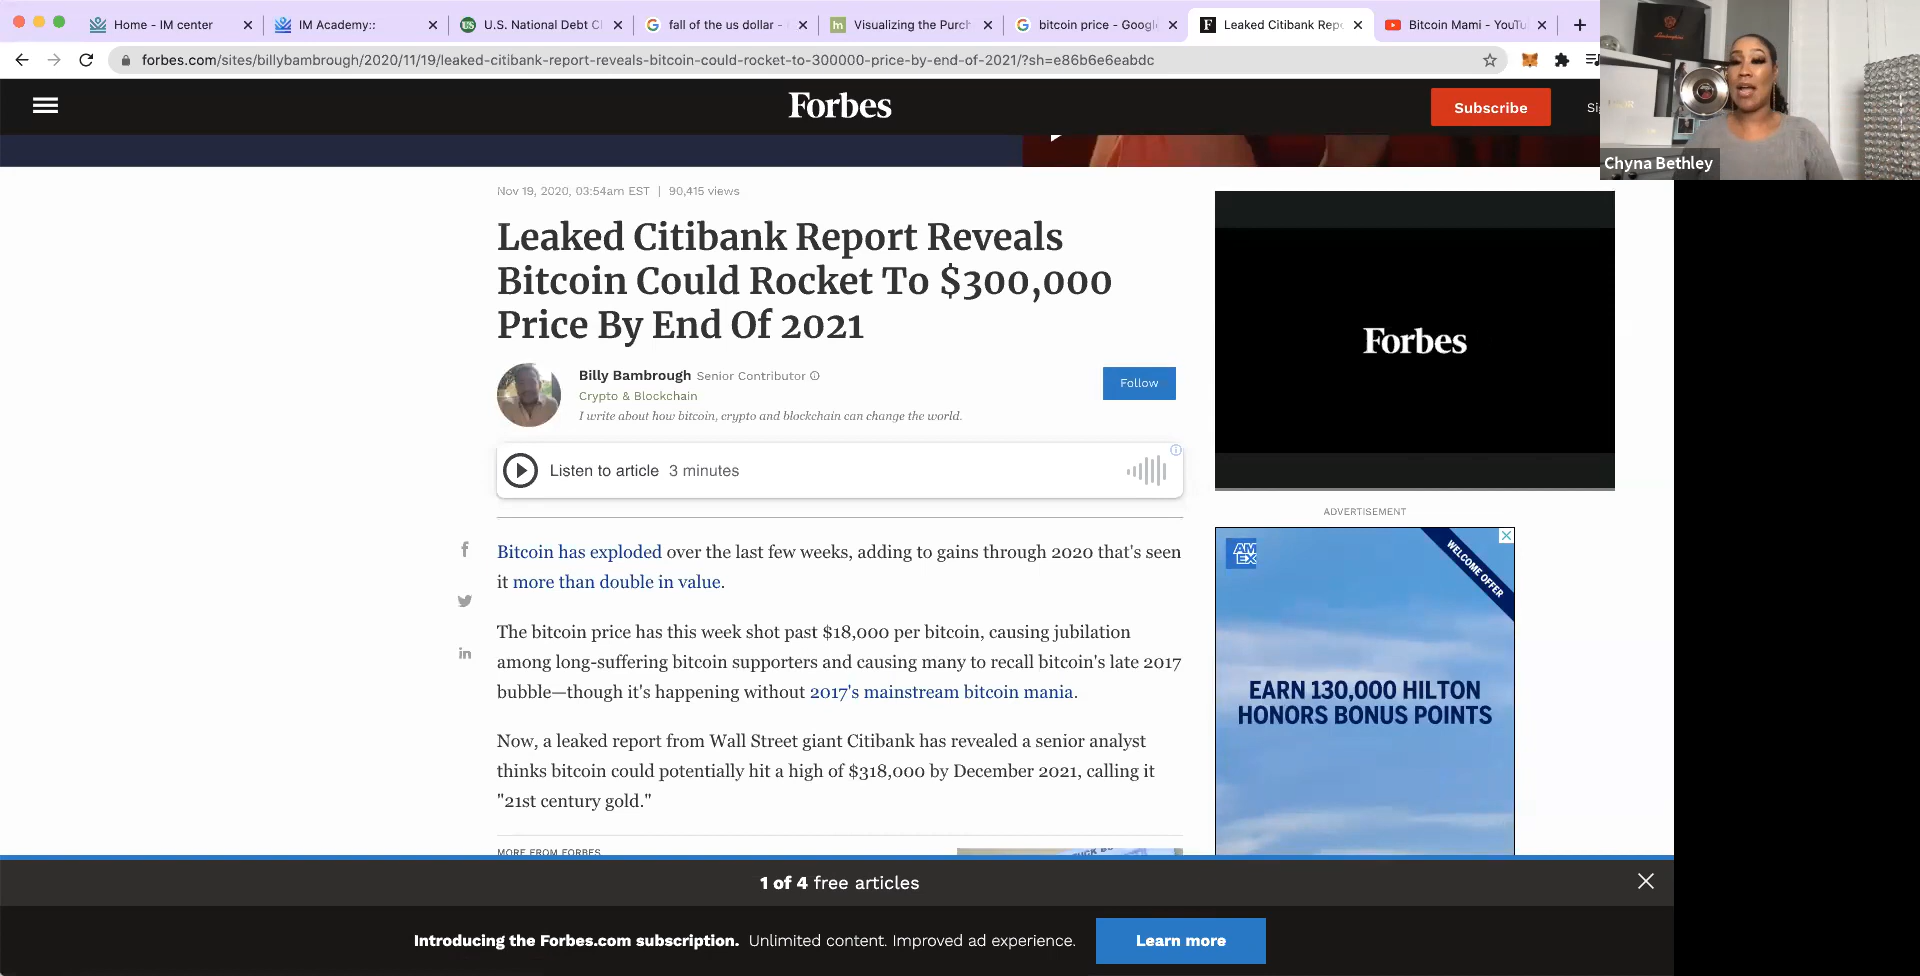 Home - IM center
IM Academy::
U.S. National Debt Cl
fall of the us dollar -
Visualizing the Purch
bitcoin price - Google
Leaked Citibank Repo
Bitcoin Mami - YouTu
forbes.com/sites/billybambrough/2020/11/19/leaked-citibank-report-reveals-bitcoin-could-rocket-to-300000-price-by-end-of-2021/?sh=e86b6e6eabdc
Forbes
Subscribe
Si
Chyna Bethley
Nov 19, 2020, 03:54am EST | 90,415 views
Leaked Citibank Report Reveals
Bitcoin Could Rocket To $300,000
Price By End Of 2021
Billy Bambrough Senior Contributor
Crypto & Blockchain
I write about how bitcoin, crypto and blockchain can change the world.
Follow
Listen to article 3 minutes
Forbes
ADVERTISEMENT
Bitcoin has exploded over the last few weeks, adding to gains through 2020 that's seen
it more than double in value.
The bitcoin price has this week shot past $18,000 per bitcoin, causing jubilation
among long-suffering bitcoin supporters and causing many to recall bitcoin's late 2017
bubble—though it's happening without 2017's mainstream bitcoin mania.
Now, a leaked report from Wall Street giant Citibank has revealed a senior analyst
thinks bitcoin could potentially hit a high of $318,000 by December 2021, calling it
"21st century gold."
MORE FROM FORBES
AM
EX
WELCOME OFFER
EARN 130,000 HILTON
HONORS BONUS POINTS
1 of 4 free articles
Introducing the Forbes.com subscription. Unlimited content. Improved ad experience.
Learn more